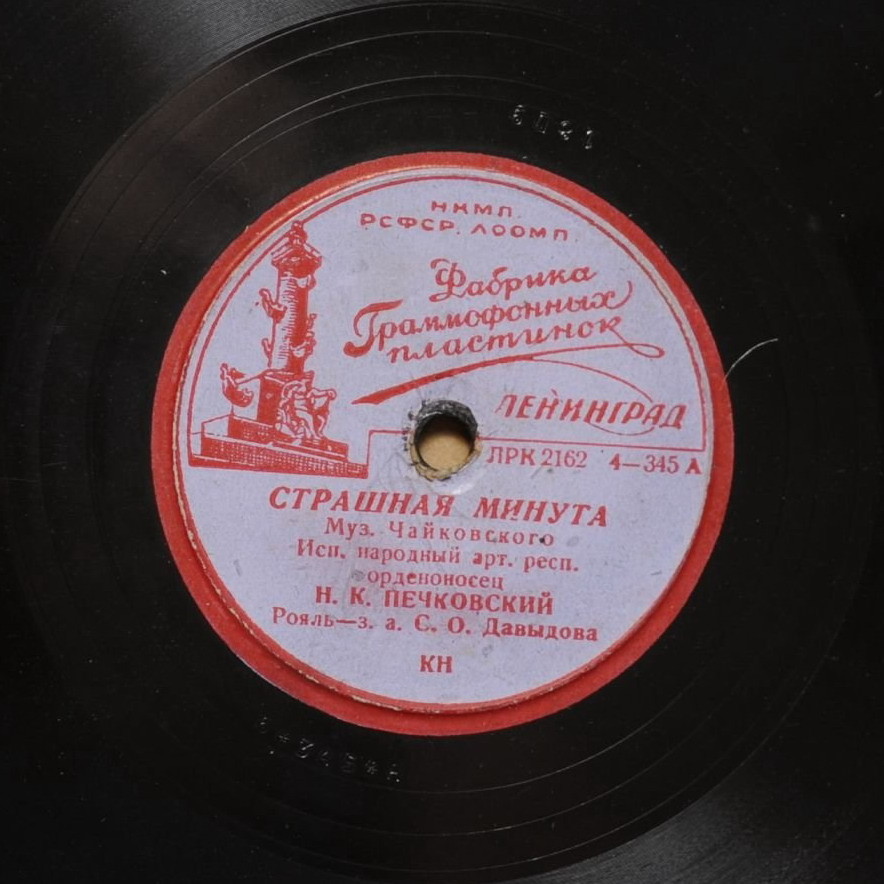 НКМП.
РСФСР. ЛООМП.
Фабрика
Граммофонных
пластинок
ЛЕНИНГРАД
ЛРК 2162 4—345 А
СТРАШНАЯ МИНУТА
Муз. Чайковского
Исп. народный арт. респ.
орденоносец
Н. К. ПЕЧКОВСКИЙ
Рояль—з. а. С. О. Давыдова
КН